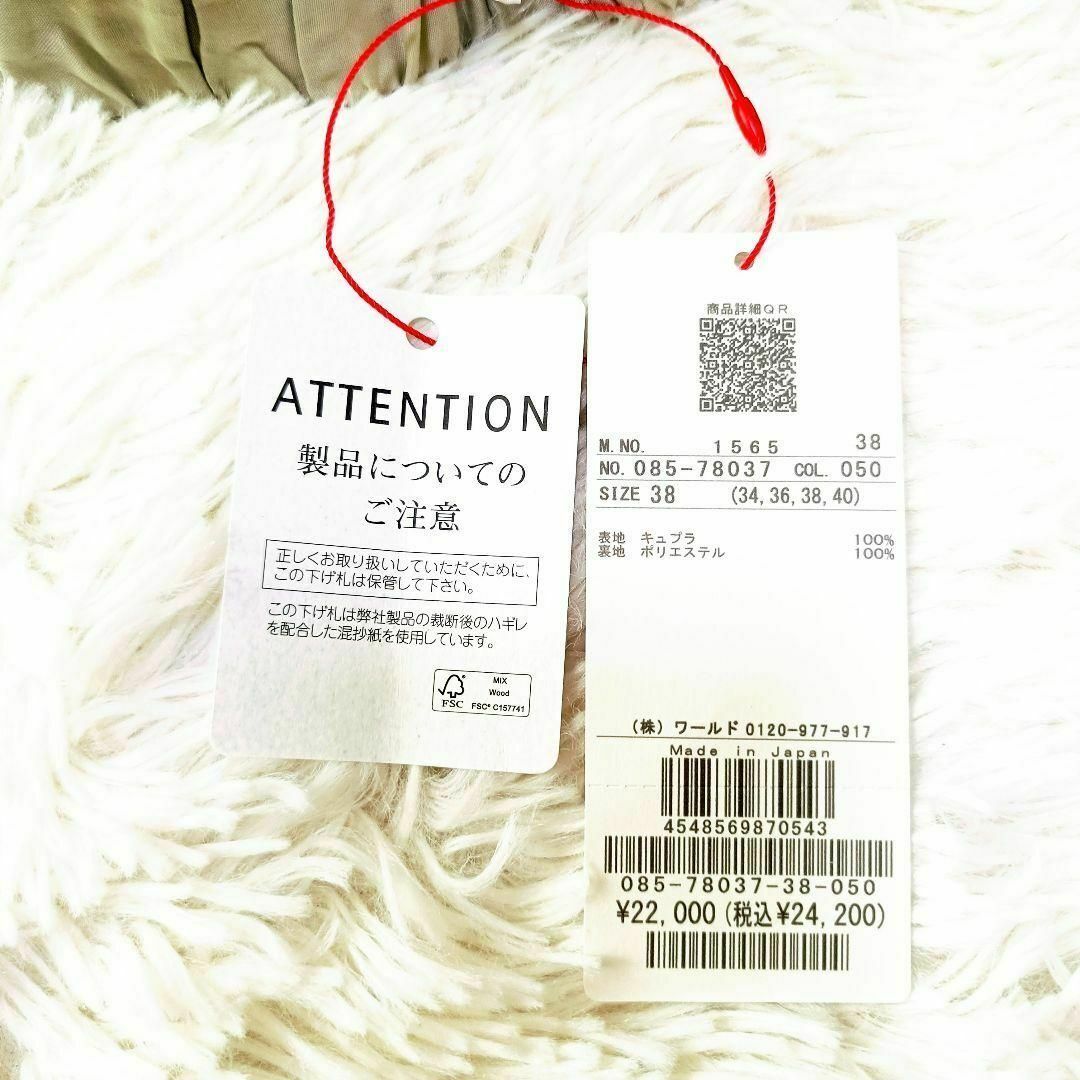 ATTENTION
製品についての
ご注意
正しくお取り扱いしていただくために、
この下げ札は保管して下さい。
この下げ札は弊社製品の裁断後のハギレ
を配合した混抄紙を使用しています。
FSC
MIX
Wood
FSC® C157741
商品詳細QR
M.NO. 1565 38
NO. 085-78037 COL. 050
SIZE 38 (34,36,38,40)
表地 キュプラ 100%
裏地 ポリエステル 100%
(株) ワールド 0120-977-917
Made in Japan
4548569870543
085-78037-38-050
¥22,000 (税込¥24,200)